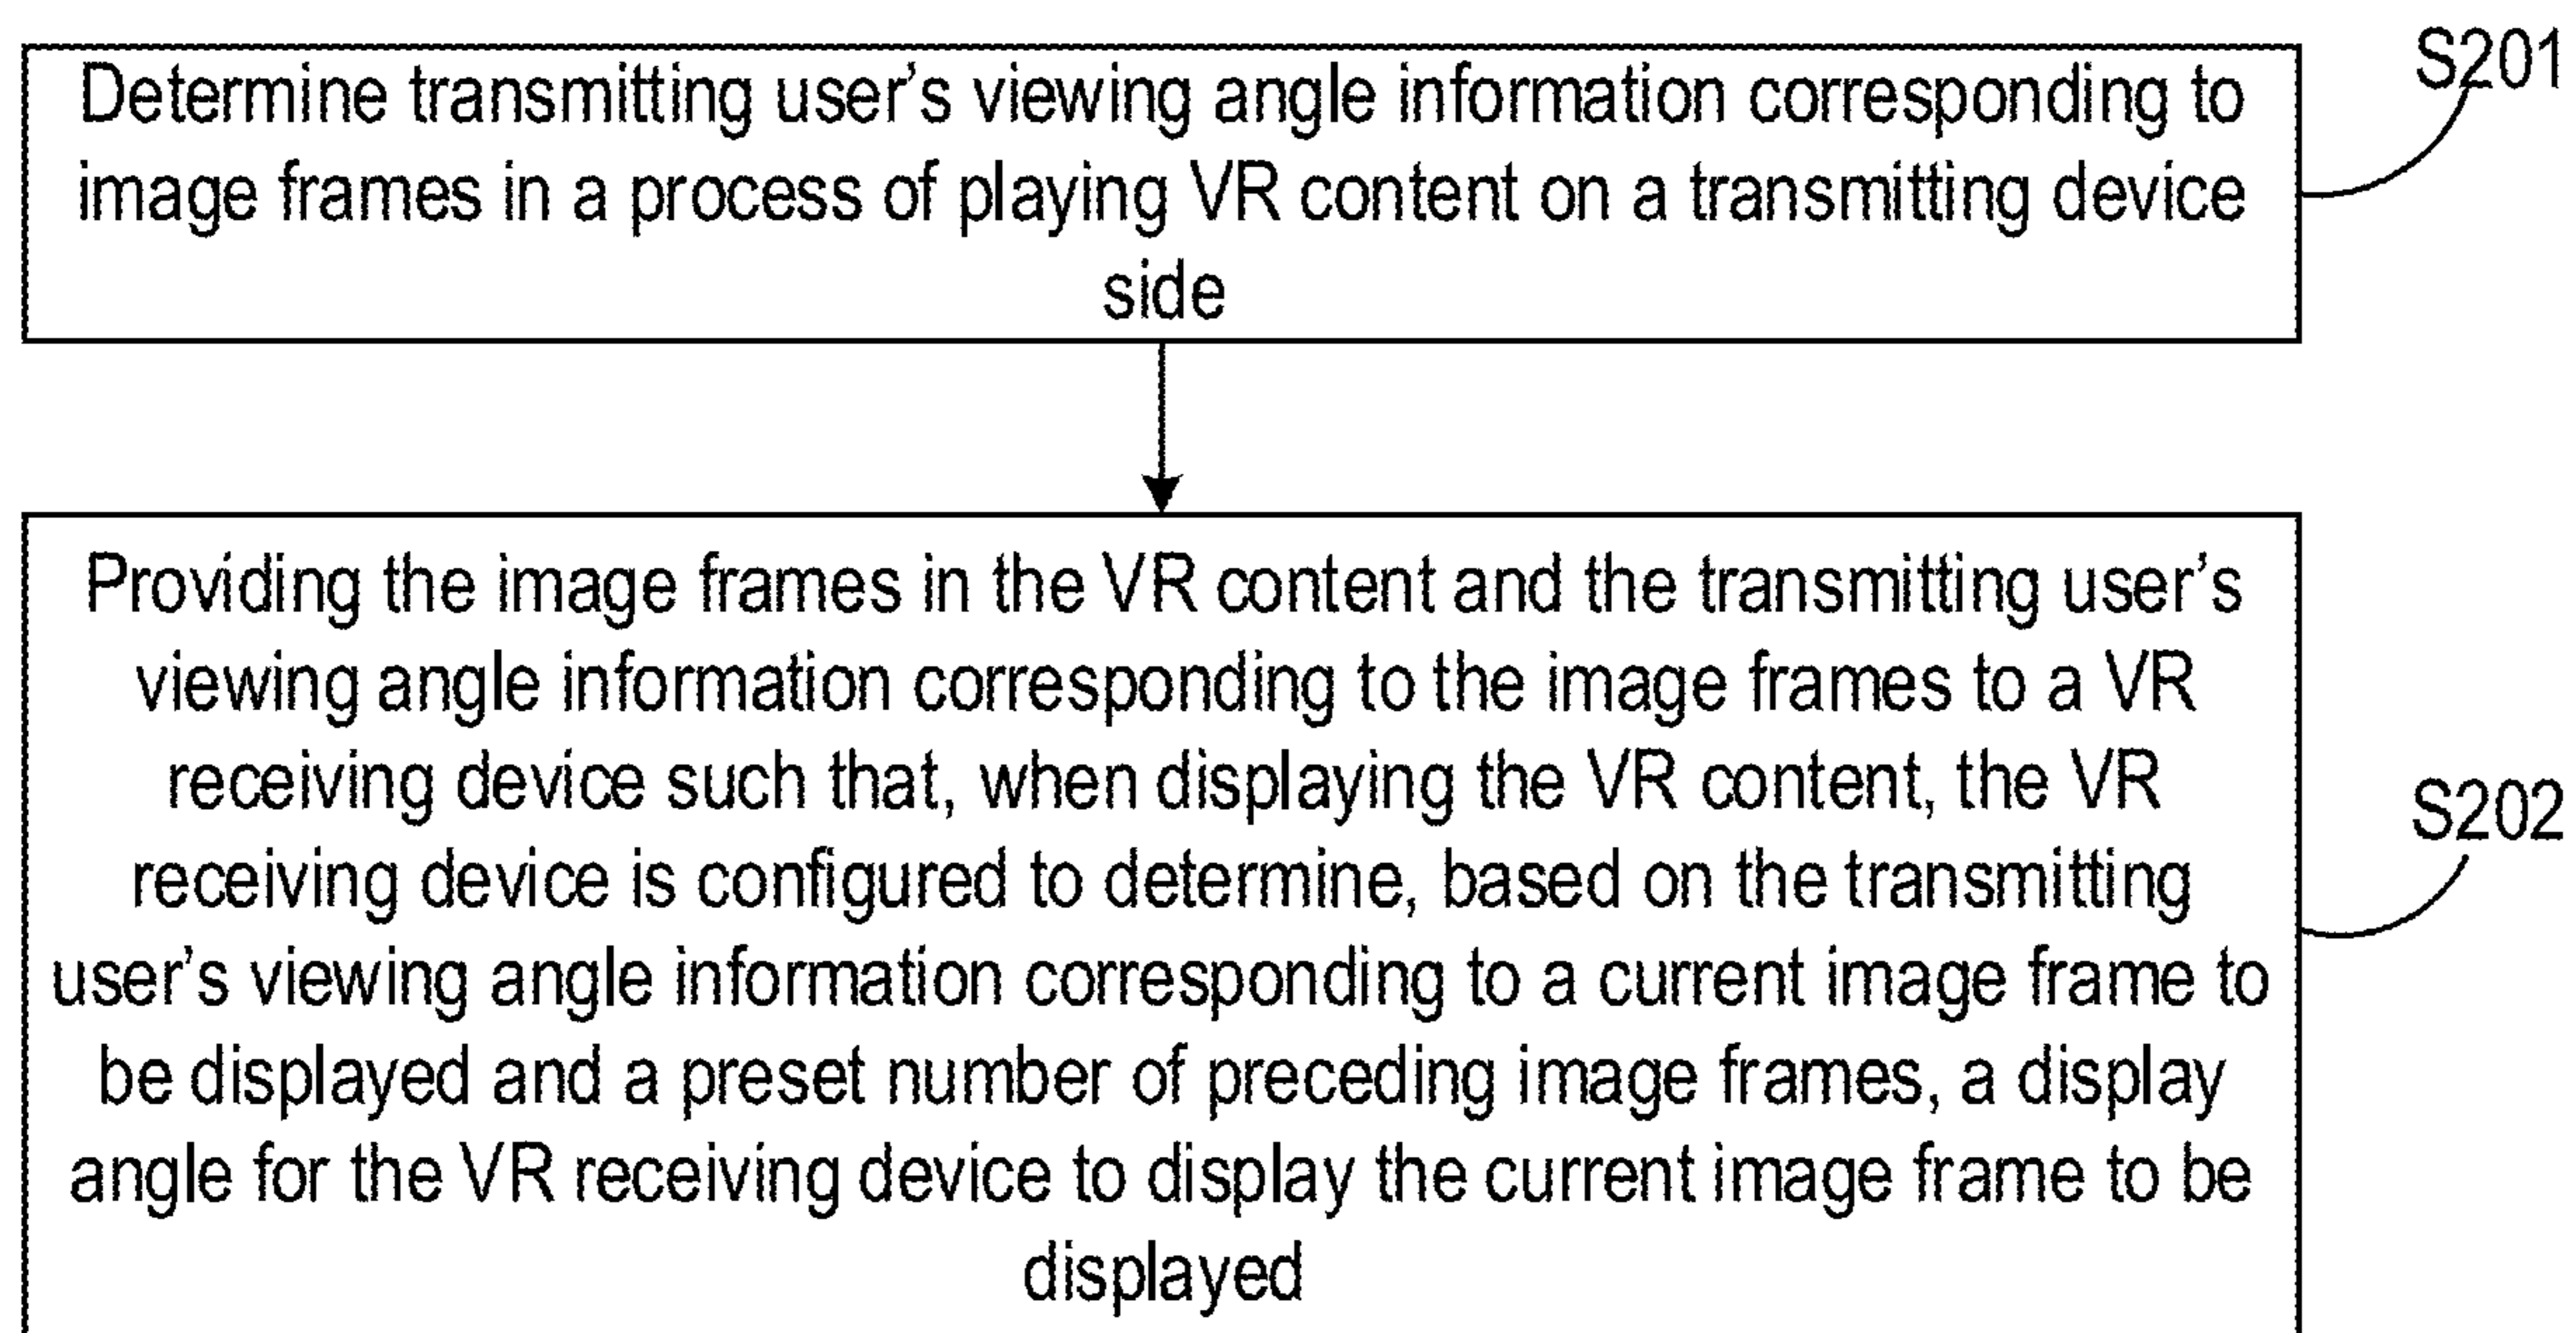 S201
Determine transmitting user’s viewing angle information corresponding to
image frames in a process of playing VR content on a transmitting device
side
Providing the image frames in the VR content and the transmitting user’s
viewing angle information corresponding to the image frames to a VR
receiving device such that, when displaying the VR content, the VR
receiving device is configured to determine, based on the transmitting
user’s viewing angle information corresponding to a current image frame to
be displayed and a preset number of preceding image frames, a display
angle for the VR receiving device to display the current image frame to be
displayed
S202